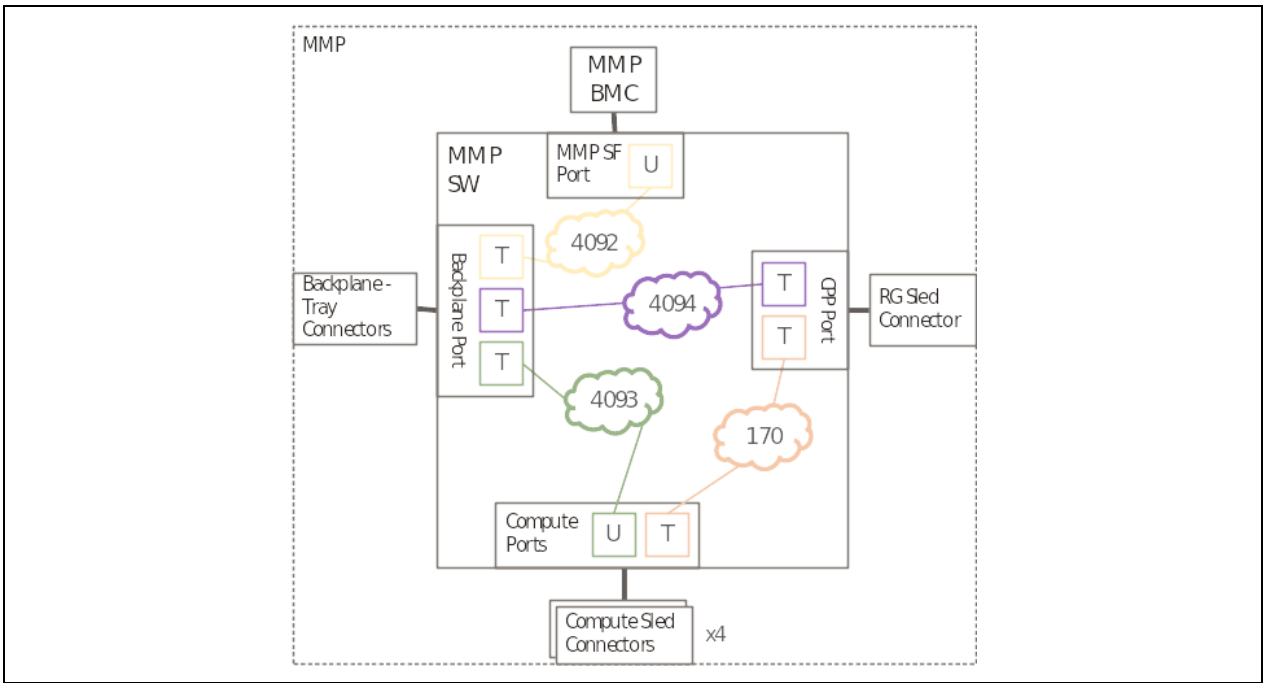 MMP
MMP
BMC
MMP
SW
MMP SF
Port
U
4092
T
Backplane Port
T
T
Backplane -
Tray
Connectors
4094
T
T
CPP Port
RG Sled
Connector
4093
170
Compute
Ports
U
T
Compute Sled
Connectors
x4